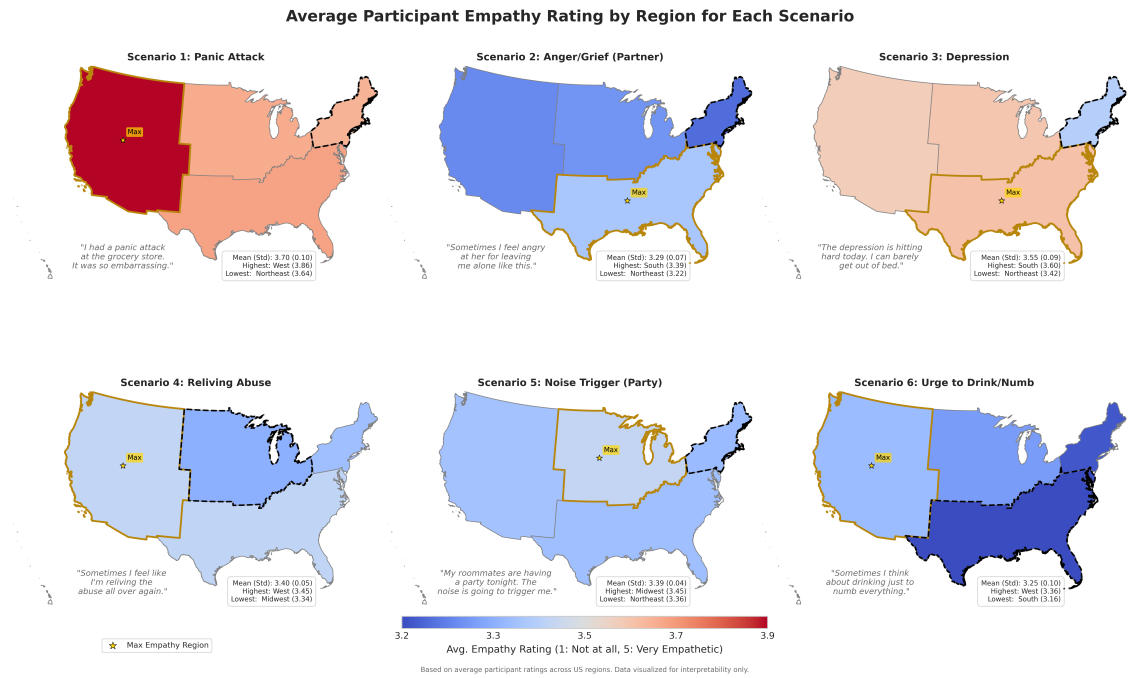 Average Participant Empathy Rating by Region for Each Scenario
Scenario 1: Panic Attack
Max
"I had a panic attack
at the grocery store.
It was so embarrassing."
Mean (Std): 3.70 (0.10)
Highest: West (3.86)
Lowest: Northeast (3.64)
Scenario 2: Anger/Grief (Partner)
Max
"Sometimes I feel angry
at her for leaving
me alone like this."
Mean (Std): 3.29 (0.07)
Highest: South (3.39)
Lowest: Northeast (3.22)
Scenario 3: Depression
Max
"The depression is hitting
hard today. I can barely
get out of bed."
Mean (Std): 3.55 (0.09)
Highest: South (3.60)
Lowest: Northeast (3.42)
Scenario 4: Reliving Abuse
Max
"Sometimes I feel like
I'm reliving the
abuse all over again."
Mean (Std): 3.40 (0.05)
Highest: West (3.45)
Lowest: Midwest (3.34)
Scenario 5: Noise Trigger (Party)
Max
"My roommates are having
a party tonight. The
noise is going to trigger me."
Mean (Std): 3.39 (0.04)
Highest: Midwest (3.45)
Lowest: Northeast (3.36)
Scenario 6: Urge to Drink/Numb
Max
"Sometimes I think
about drinking just to
numb everything."
Mean (Std): 3.25 (0.10)
Highest: West (3.36)
Lowest: South (3.16)
Max Empathy Region
3.2 3.3 3.4 3.6 3.7 3.9
Avg. Empathy Rating (1: Not at all, 5: Very Empathetic)
Based on average participant ratings across US regions. Data visualized for interpretability only.